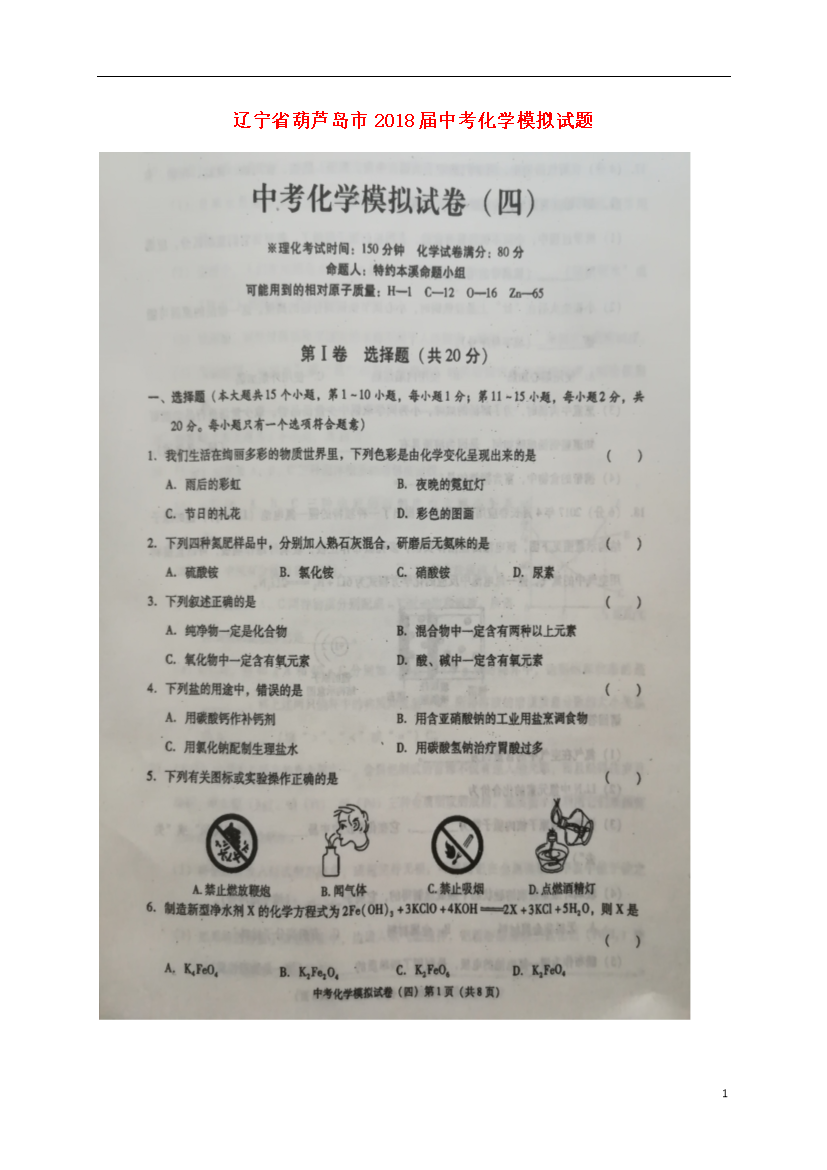 辽宁省葫芦岛市2018届中考化学模拟试题
中考化学模拟试卷（四）
※理化考试时间：150分钟 化学试卷满分：80分
命题人：特约本溪命题小组
可能用到的相对原子质量：H—1 C—12 O—16 Zn—65
第Ⅰ卷 选择题（共20分）
一、选择题（本大题共15个小题，第1～10小题，每小题1分；第11～15小题，每小题2分，共
20分。每小题只有一个选项符合题意）
1. 我们生活在绚丽多彩的物质世界里，下列色彩是由化学变化呈现出来的是 （ ）
A. 雨后的彩虹 B. 夜晚的霓虹灯
C. 节日的礼花 D. 彩色的图画
2. 下列四种氮肥样品中，分别加入熟石灰混合，研磨后无氨味的是 （ ）
A. 硫酸铵 B. 氯化铵 C. 硝酸铵 D. 尿素
3. 下列叙述正确的是 （ ）
A. 纯净物一定是化合物 B. 混合物中一定含有两种以上元素
C. 氧化物中一定含有氧元素 D. 酸、碱中一定含有氧元素
4. 下列盐的用途中，错误的是 （ ）
A. 用碳酸钙作补钙剂 B. 用含亚硝酸钠的工业用盐烹调食物
C. 用氯化钠配制生理盐水 D. 用碳酸氢钠治疗胃酸过多
5. 下列有关图标或实验操作正确的是 （ ）
A.禁止燃放鞭炮 B.闻气体 C.禁止吸烟 D.点燃酒精灯
6. 制造新型净水剂X的化学方程式为2Fe(OH)₃+3KClO+4KOH══2X+3KCl+5H₂O，则X是
（ ）
A. K₄FeO₄ B. K₂Fe₂O₄ C. K₂FeO₆ D. K₂FeO₄
中考化学模拟试卷（四）第1页（共8页）
1